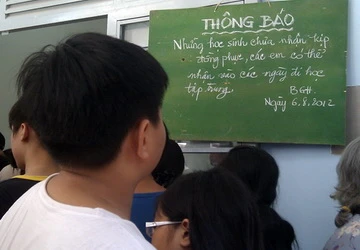 THÔNG BÁO
Những học sinh chưa nhận kịp
đồng phục, các em có thể
nhận vào các ngày đi học
tập trung.
BGH.
Ngày 6.8.2012